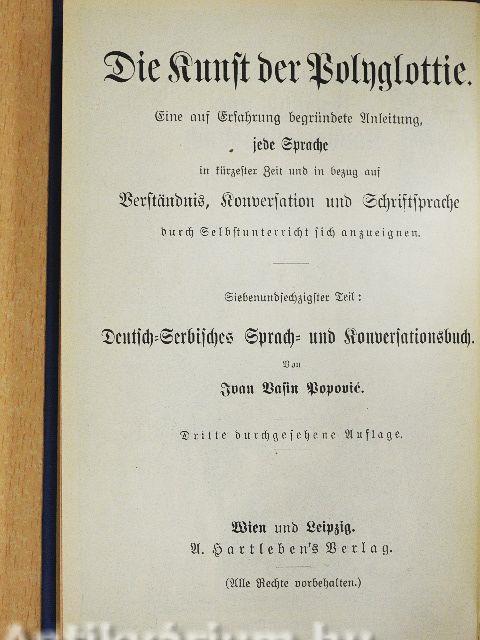 Die Kunst der Polyglottie.
Eine auf Erfahrung begründete Anleitung,
jede Sprache
in kürzester Zeit und in bezug auf
Verständnis, Konversation und Schriftsprache
durch Selbstunterricht sich anzueignen.
Siebenundsechzigster Teil:
Deutsch-Serbisches Sprach- und Konversationsbuch.
Von
Ivan Vasin Popović.
Dritte durchgesehene Auflage.
Wien und Leipzig.
A. Hartleben's Verlag.
(Alle Rechte vorbehalten.)
Antikvárium.hu